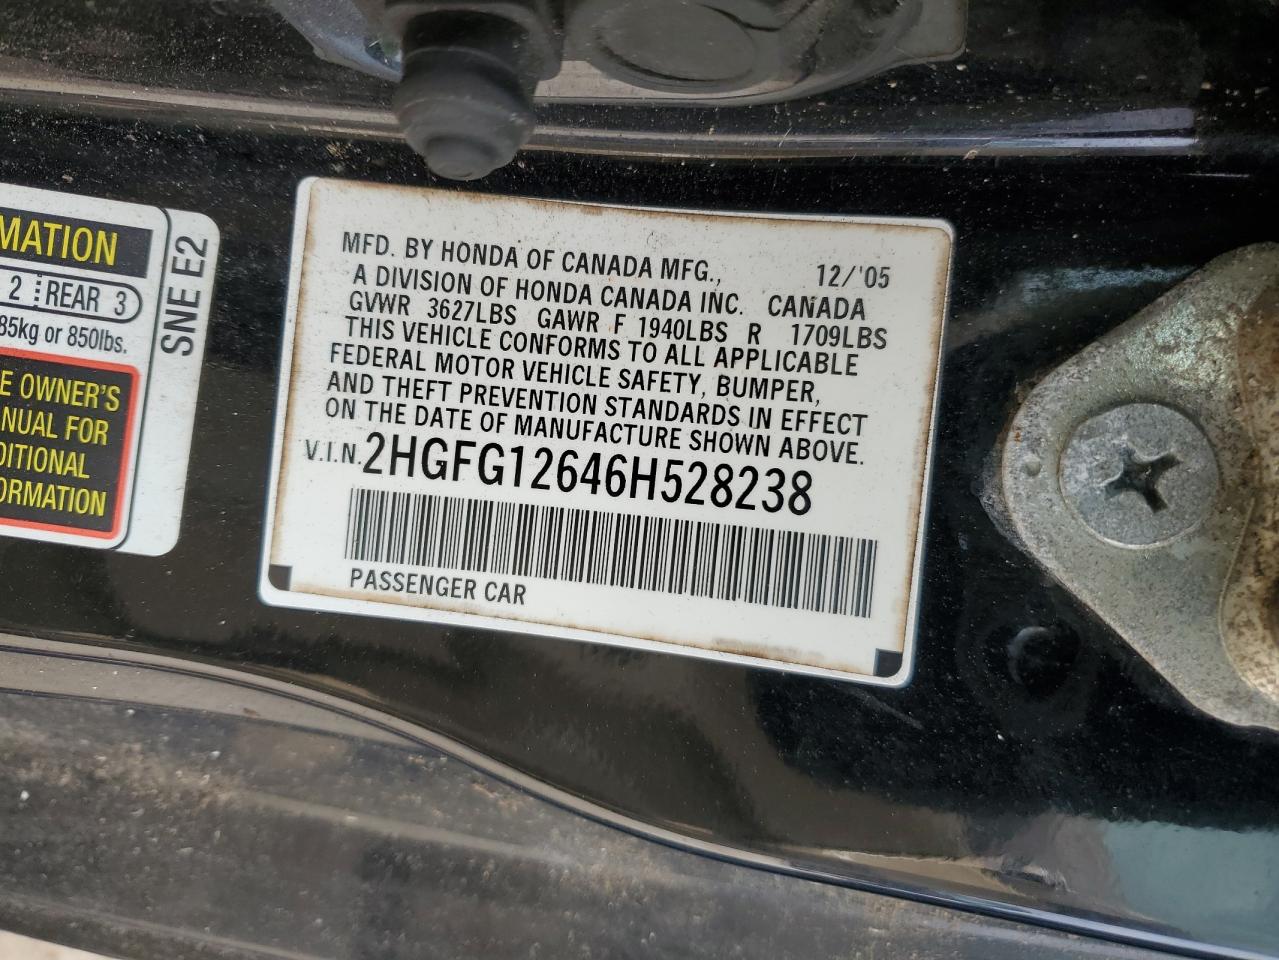 MATION
2 REAR 3
85kg or 850lbs.
E OWNER'S
ANUAL FOR
DITIONAL
ORMATION
SNE E2
MFD. BY HONDA OF CANADA MFG., 12/'05
A DIVISION OF HONDA CANADA INC. CANADA
GVWR 3627LBS GAWR F 1940LBS R 1709LBS
THIS VEHICLE CONFORMS TO ALL APPLICABLE
FEDERAL MOTOR VEHICLE SAFETY, BUMPER,
AND THEFT PREVENTION STANDARDS IN EFFECT
ON THE DATE OF MANUFACTURE SHOWN ABOVE.
V.I.N. 2HGFG12646H528238
PASSENGER CAR